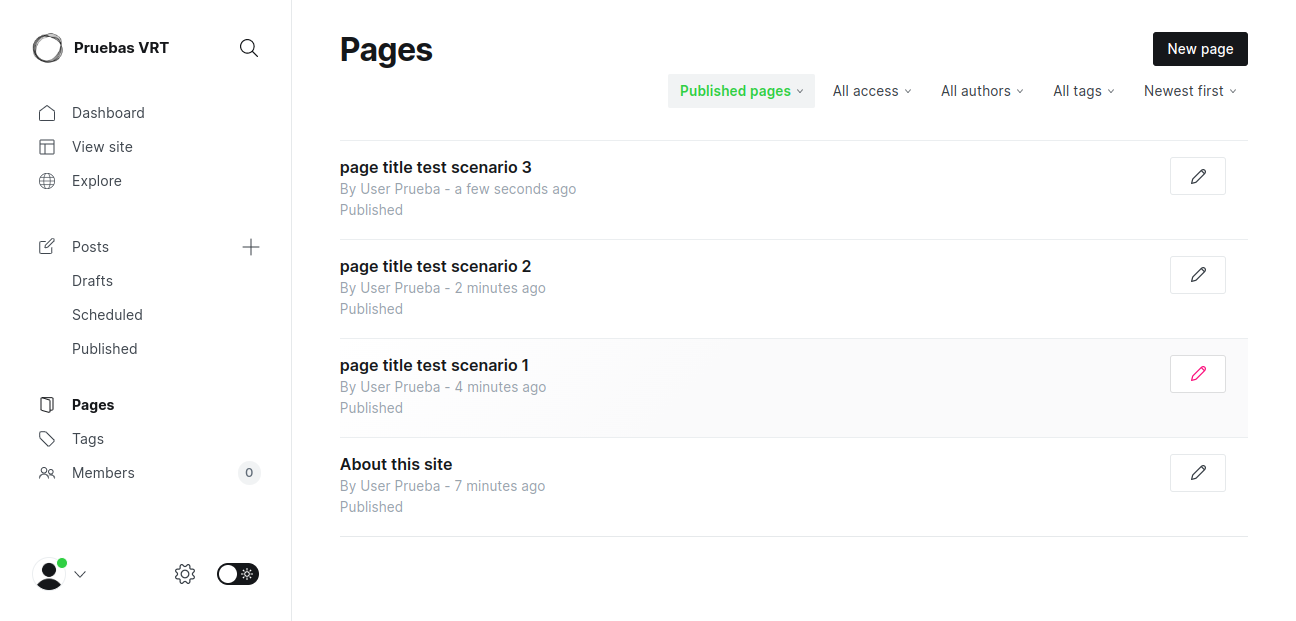 Pruebas VRT
Dashboard
View site
Explore
Posts
Drafts
Scheduled
Published
Pages
Tags
Members 0
Pages
New page
Published pages All access All authors All tags Newest first
page title test scenario 3
By User Prueba - a few seconds ago
Published
page title test scenario 2
By User Prueba - 2 minutes ago
Published
page title test scenario 1
By User Prueba - 4 minutes ago
Published
About this site
By User Prueba - 7 minutes ago
Published